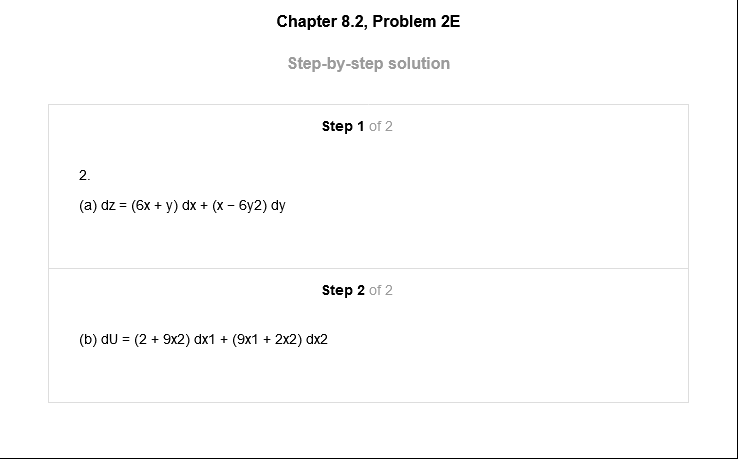 Chapter 8.2, Problem 2E
Step-by-step solution
Step 1 of 2
2.
(a) dz = (6x + y) dx + (x − 6y2) dy
Step 2 of 2
(b) dU = (2 + 9x2) dx1 + (9x1 + 2x2) dx2